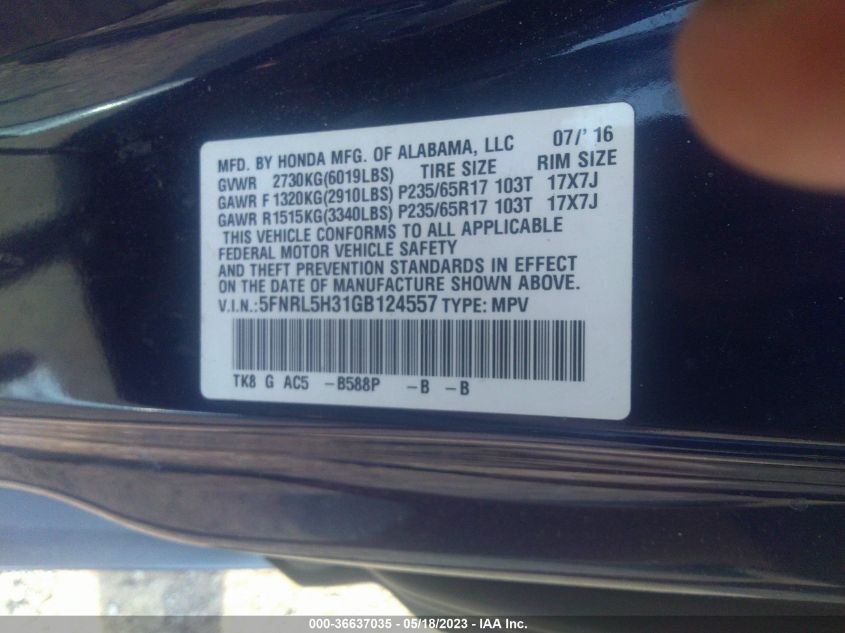 MFD. BY HONDA MFG. OF ALABAMA, LLC 07/' 16
GVWR 2730KG(6019LBS) TIRE SIZE RIM SIZE
GAWR F 1320KG(2910LBS) P235/65R17 103T 17X7J
GAWR R1515KG(3340LBS) P235/65R17 103T 17X7J
THIS VEHICLE CONFORMS TO ALL APPLICABLE
FEDERAL MOTOR VEHICLE SAFETY
AND THEFT PREVENTION STANDARDS IN EFFECT
ON THE DATE OF MANUFACTURE SHOWN ABOVE.
V.I.N.:5FNRL5H31GB124557 TYPE: MPV
TK8 G AC5 -B588P -B -B
000-36637035 - 05/18/2023 - IAA Inc.